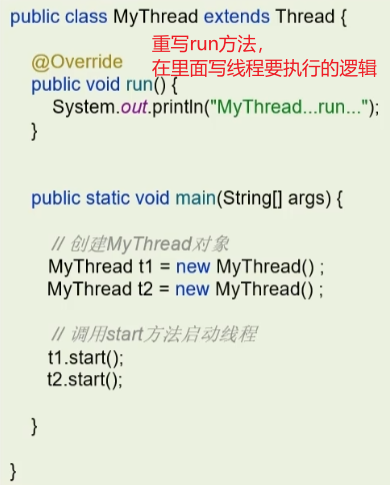 public class MyThread extends Thread {
重写run方法，
@Override
在里面写线程要执行的逻辑
public void run() {
System.out.println("MyThread...run...");
}
public static void main(String[] args) {
// 创建MyThread对象
MyThread t1 = new MyThread() ;
MyThread t2 = new MyThread() ;
// 调用start方法启动线程
t1.start();
t2.start();
}
}